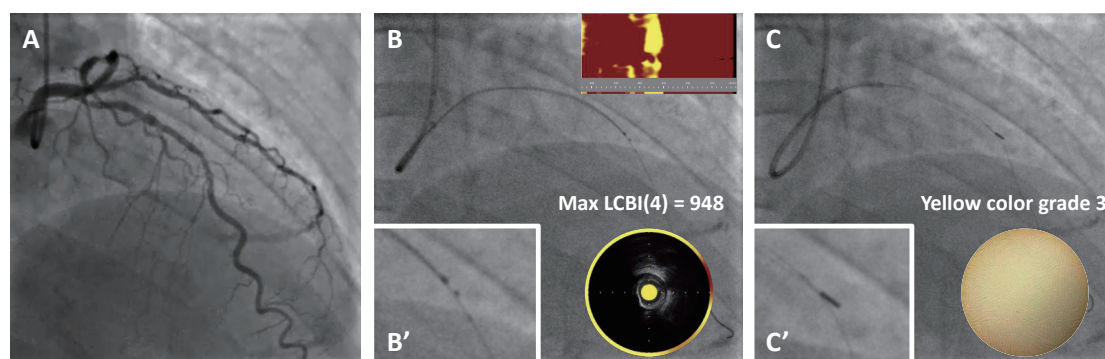 A
B
Max LCBI(4) = 948
B’
C
Yellow color grade 3
C’